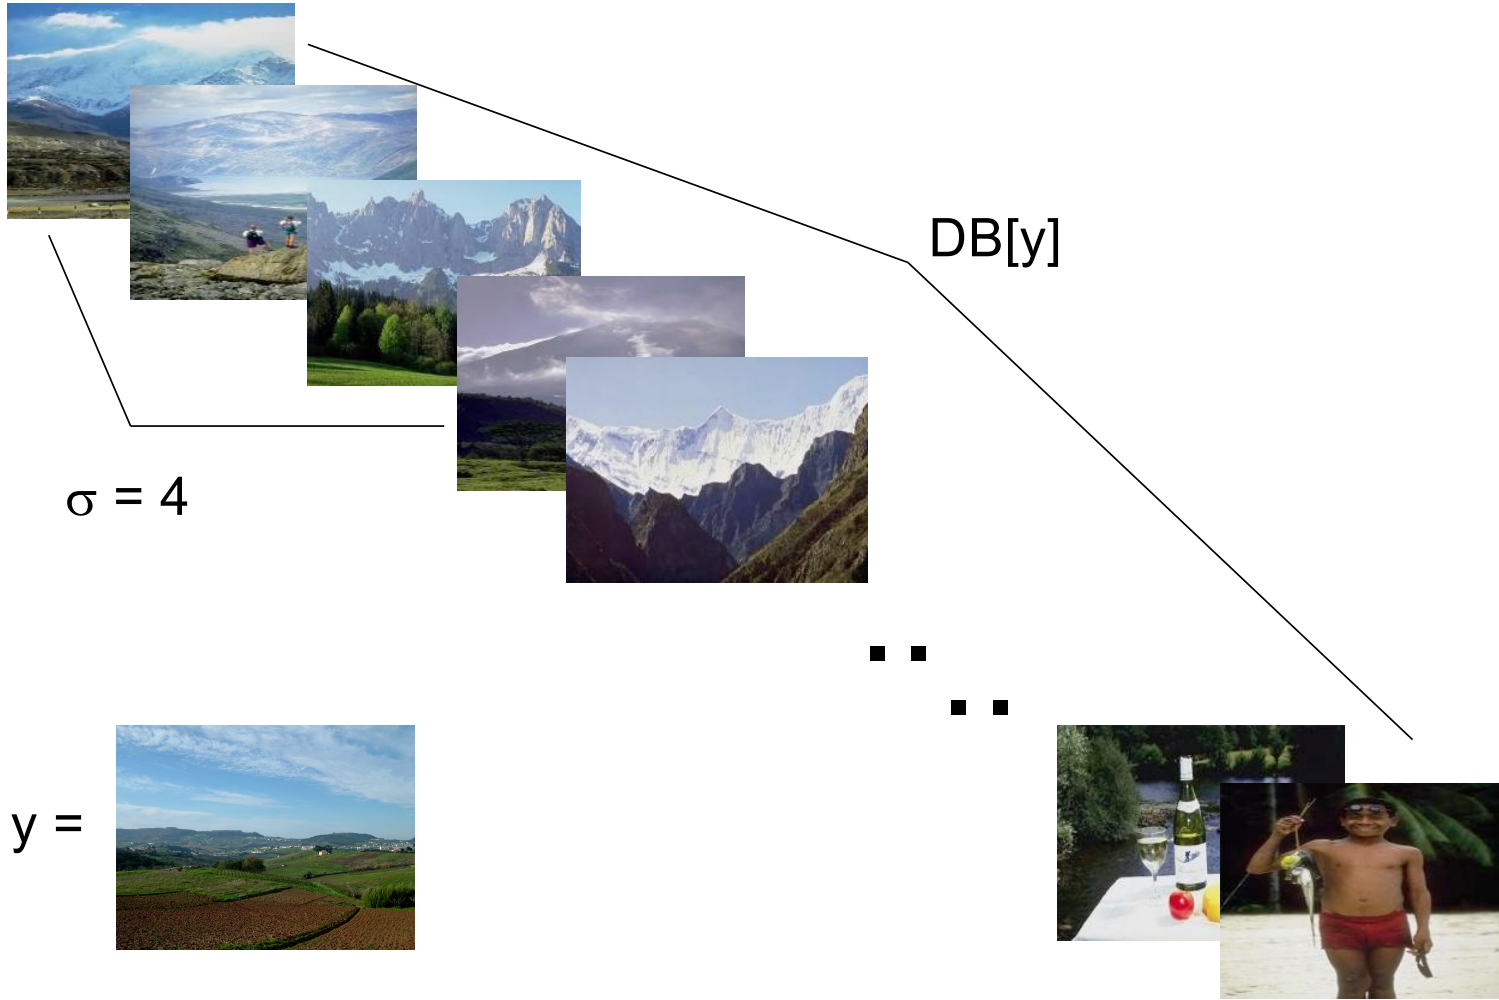 DB[y]
σ = 4
y =